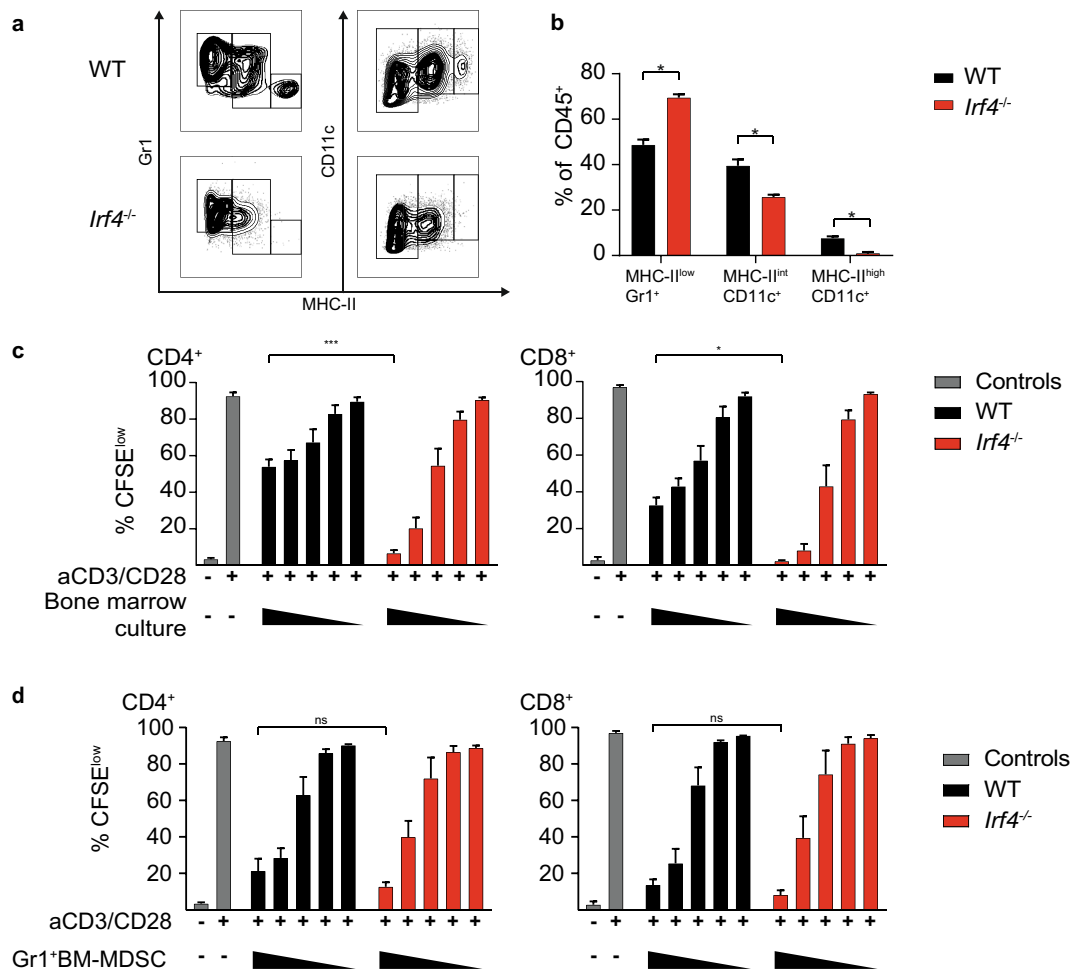 a
WT
Irf4-/-
Gr1
CD11c
MHC-II
b
80
60
40
20
0
% of CD45+
*
*
*
MHC-IIlow
Gr1+
MHC-IIint
CD11c+
MHC-IIhigh
CD11c+
WT
Irf4-/-
c
CD4+
***
100
80
60
40
20
% CFSElow
aCD3/CD28
- + + + + + + + + + + +
Bone marrow
culture
- -
CD8+
*
100
80
60
40
20
- + + + + + + + + + + +
- -
Controls
WT
Irf4-/-
d
CD4+
ns
100
80
60
40
20
% CFSElow
aCD3/CD28
- + + + + + + + + + + +
Gr1+BM-MDSC
- -
CD8+
ns
100
80
60
40
20
- + + + + + + + + + + +
- -
Controls
WT
Irf4-/-